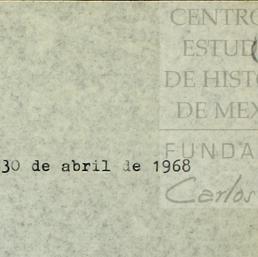 CENTRO
ESTUD
DE HISTO
DE MEX
FUNDA
Carlos
30 de abril de 1968